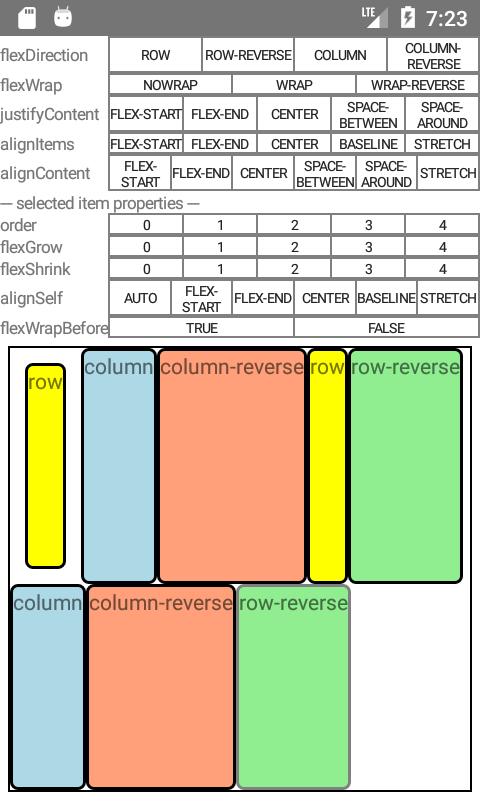 LTE 7:23
flexDirection ROW ROW-REVERSE COLUMN COLUMN-REVERSE
flexWrap NOWRAP WRAP WRAP-REVERSE
justifyContent FLEX-START FLEX-END CENTER SPACE-BETWEEN SPACE-AROUND
alignItems FLEX-START FLEX-END CENTER BASELINE STRETCH
alignContent FLEX-START FLEX-END CENTER SPACE-BETWEEN SPACE-AROUND STRETCH
--- selected item properties ---
order 0 1 2 3 4
flexGrow 0 1 2 3 4
flexShrink 0 1 2 3 4
alignSelf AUTO FLEX-START FLEX-END CENTER BASELINE STRETCH
flexWrapBefore TRUE FALSE
row column column-reverse row row-reverse
column column-reverse row-reverse